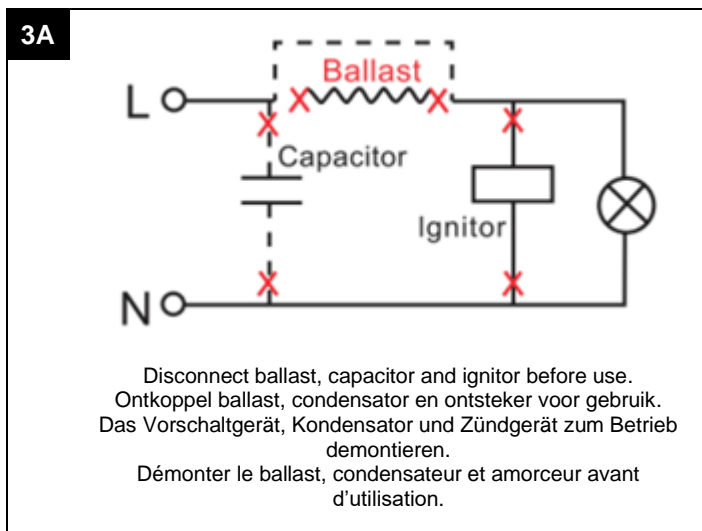 3A
Ballast
L
Capacitor
Ignitor
N
Disconnect ballast, capacitor and ignitor before use.
Ontkoppel ballast, condensator en ontsteker voor gebruik.
Das Vorschaltgerät, Kondensator und Zündgerät zum Betrieb
demontieren.
Démonter le ballast, condensateur et amorceur avant
d'utilisation.